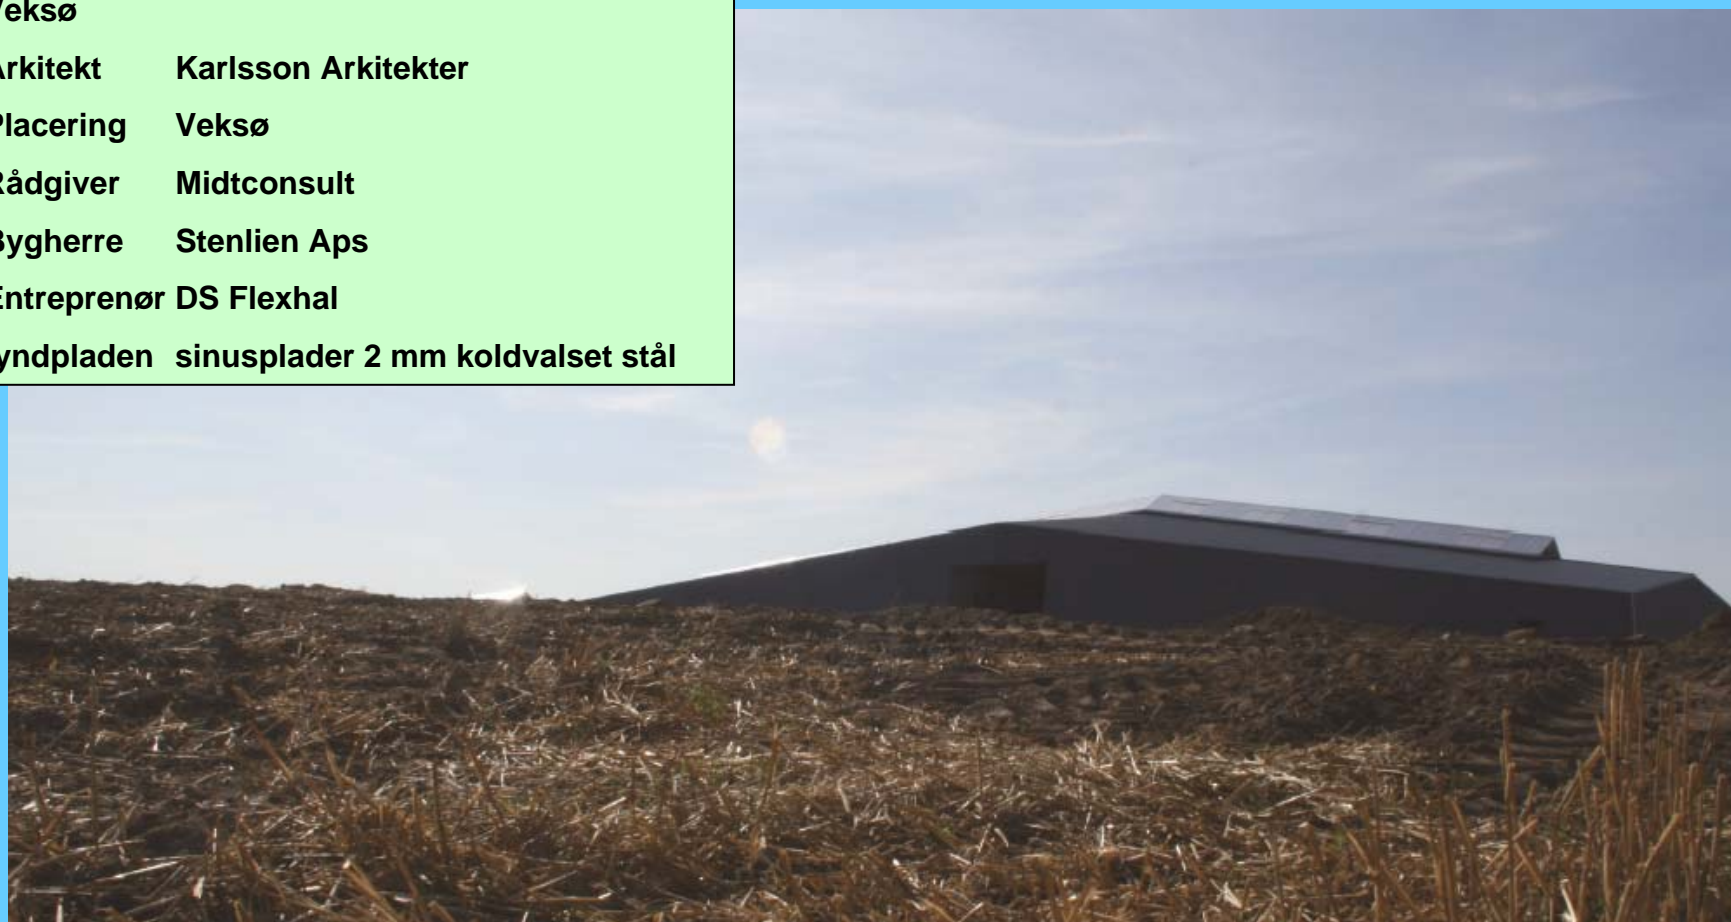 Veksø
Arkitekt Karlsson Arkitekter
Placering Veksø
Rådgiver Midtconsult
Bygherre Stenlien Aps
Entreprenør DS Flexhal
yndpladen sinusplader 2 mm koldvalset stål